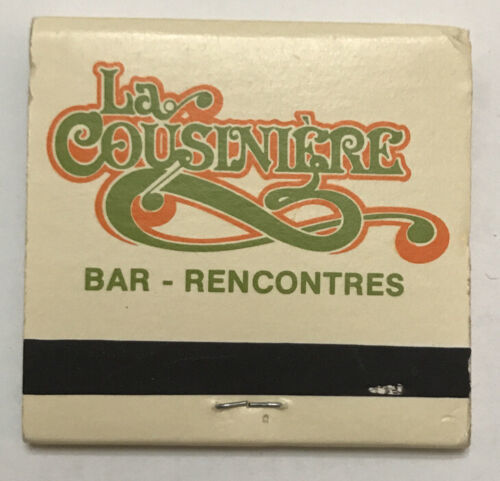 La
COUSINIÈRE
BAR - RENCONTRES